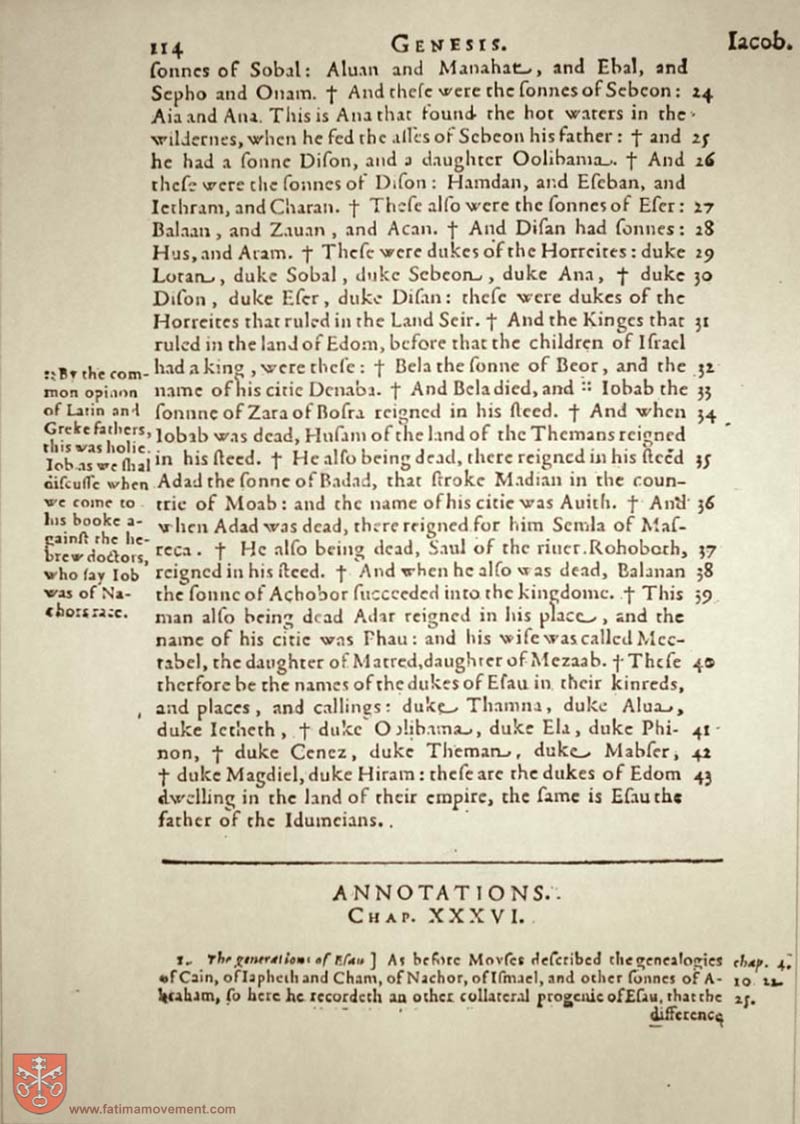 114 GENESIS. Iacob.
ſonnes of Sobal: Aluan and Manahat, and Ebal, and
Sepho and Onam. † And theſe were the ſonnes of Sebeon: 24
Aia and Ana. This is Ana that found the hot waters in the
wildernes, when he fed the aſſes of Sebeon his father: † and 25
he had a ſonne Diſon, and a daughter Oolibama. † And 26
theſe were the ſonnes of Diſon: Hamdan, and Eſeban, and
Iethram, and Charan. † Theſe alſo were the ſonnes of Eſer: 27
Balaan, and Zauan, and Acan. † And Diſan had ſonnes: 28
Hus, and Aram. † Theſe were dukes of the Horreites: duke 29
Lotan, duke Sobal, duke Sebeon, duke Ana, † duke 30
Diſon, duke Eſer, duke Diſan: theſe were dukes of the
Horreites that ruled in the Land Seir. † And the Kinges that 31
ruled in the land of Edom, before that the children of Iſrael
had a king, were theſe: † Bela the ſonne of Beor, and the 32
name of his citie Denaba. † And Bela died, and :: Iobab the 33
ſonnne of Zara of Boſra reigned in his ſteed. † And when 34
Iobab was dead, Huſam of the land of the Themans reigned
in his ſteed. † He alſo being dead, there reigned in his ſteed 35
Adad the ſonne of Badad, that ſtroke Madian in the coun-
trie of Moab: and the name of his citie was Auith. † And 36
when Adad was dead, there reigned for him Semla of Maſ-
reca. † He alſo being dead, Saul of the riuer Rohoboth, 37
reigned in his ſteed. † And when he alſo was dead, Balanan 38
the ſonne of Achobor ſucceeded into the kingdome. † This 39
man alſo being dead Adar reigned in his place, and the
name of his citie was Phau: and his wife was called Mee-
tabel, the daughter of Matred, daughter of Mezaab. † Theſe 40
therfore be the names of the dukes of Eſau in their kinreds,
and places, and callings: duke Thamna, duke Alua,
duke Ietheth, † duke Oolibama, duke Ela, duke Phi- 41
non, † duke Cenez, duke Theman, duke Mabſer, 42
† duke Magdiel, duke Hiram: theſe are the dukes of Edom 43
dwelling in the land of their empire, the ſame is Eſau the
father of the Idumeians.
:: By the com-
mon opinon
of Latin and
Greke fathers,
this was holie
Iob as we ſhal
diſcuſſe when
we come to
his booke a-
gainſt the he-
brew doctors,
who ſay Iob
was of Na-
chors race.
ANNOTATIONS.
CHAP. XXXVI.
1. The generations of Eſau] As before Moyſes deſcribed the genealogies chap. 4.
of Cain, of Iapheth and Cham, of Nachor, of Iſmael, and other ſonnes of A- 10 22.
braham, ſo here he recordeth an other collateral progenie of Eſau, that the 25.
difference
www.fatimamovement.com